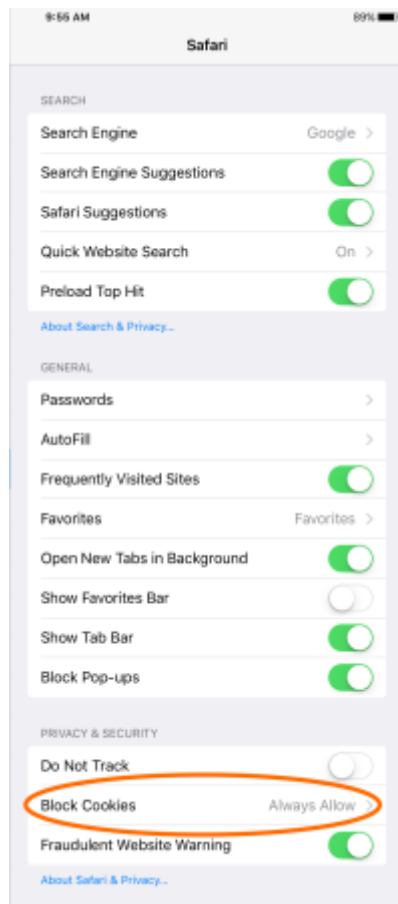 9:55 AM 89%
Safari
SEARCH
Search Engine Google >
Search Engine Suggestions
Safari Suggestions
Quick Website Search On >
Preload Top Hit
About Search & Privacy...
GENERAL
Passwords >
AutoFill >
Frequently Visited Sites
Favorites Favorites >
Open New Tabs in Background
Show Favorites Bar
Show Tab Bar
Block Pop-ups
PRIVACY & SECURITY
Do Not Track
Block Cookies Always Allow >
Fraudulent Website Warning
About Safari & Privacy...